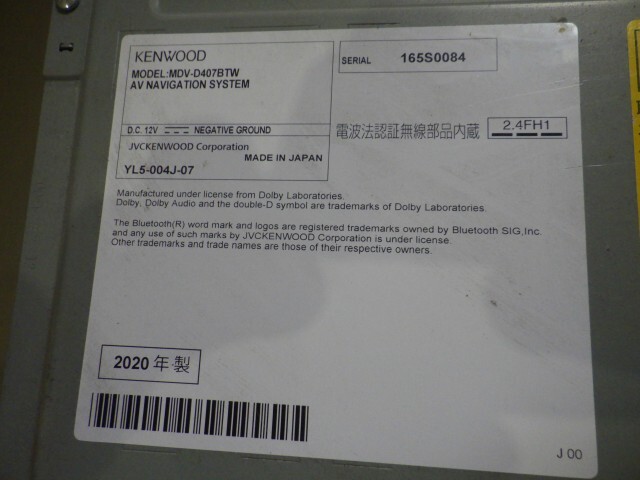 KENWOOD
MODEL:MDV-D407BTW
AV NAVIGATION SYSTEM
D.C. 12V NEGATIVE GROUND
JVCKENWOOD Corporation
MADE IN JAPAN
YL5-004J-07
SERIAL 165S0084
電波法認証無線部品内蔵 2.4FH1
Manufactured under license from Dolby Laboratories.
Dolby, Dolby Audio and the double-D symbol are trademarks of Dolby Laboratories.
The Bluetooth(R) word mark and logos are registered trademarks owned by Bluetooth SIG,Inc.
and any use of such marks by JVCKENWOOD Corporation is under license.
Other trademarks and trade names are those of their respective owners.
2020年製
J 00